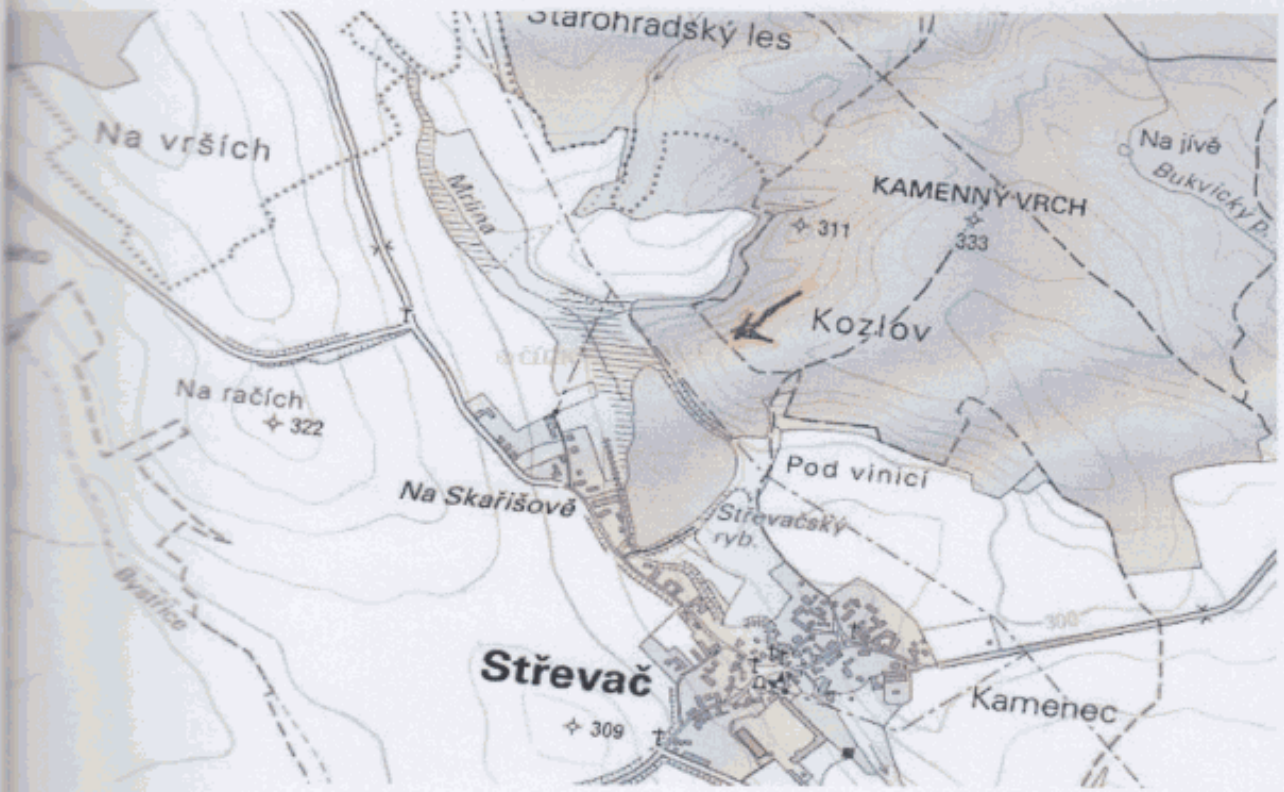 Starohradský les
Na vrších
Na jívě
Mrlina
KAMENNÝ VRCH
Bukvický p.
311
333
Kozlov
Na račích
322
Pod vinicí
Na Skařišově
Střevačský
ryb.
Bystřice
300
Střevač
309
Kamenec